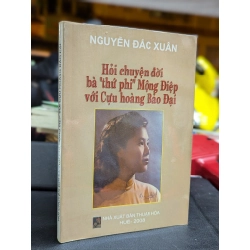 NGUYỄN ĐẮC XUÂN
Hỏi chuyện đời
bà "thứ phi" Mộng Điệp
với Cựu hoàng Bảo Đại
NHÀ XUẤT BẢN THUẬN HÓA